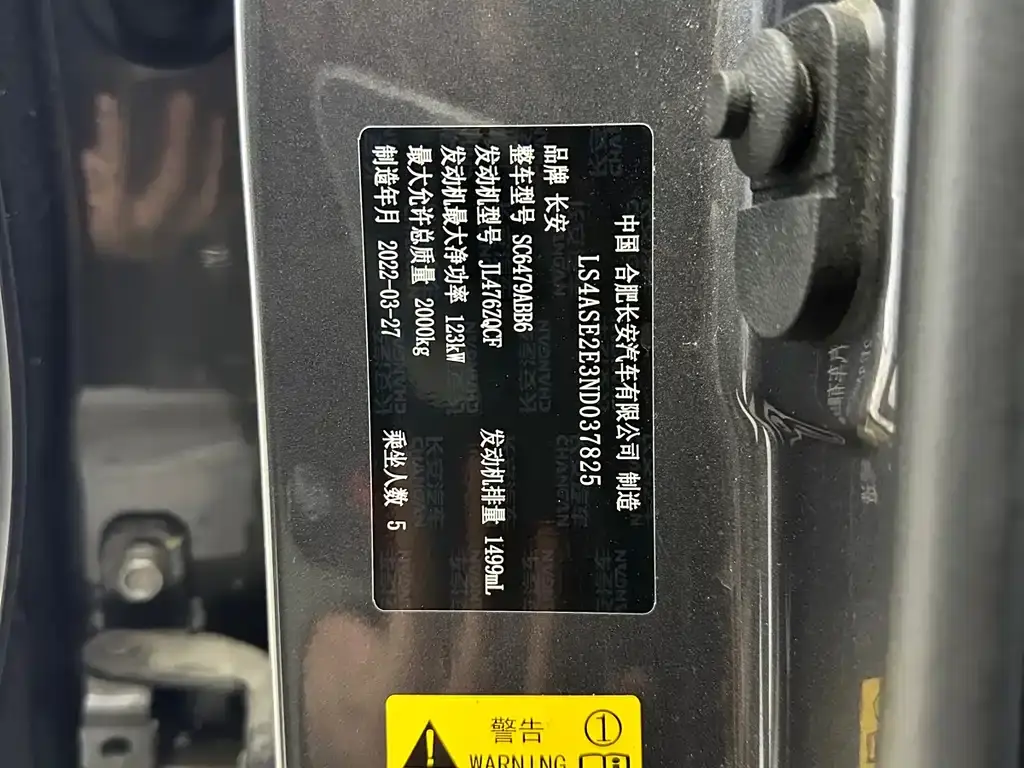 中国 合肥长安汽车有限公司 制造
LS4ASE2E3ND037825
品牌 长安
整车型号 SC6479ABB6
发动机型号 JL476ZQCF 发动机排量 1499mL
发动机最大净功率 123kW
最大允许总质量 2000kg
制造年月 2022-03-27 乘坐人数 5
警告 ①
WARNING